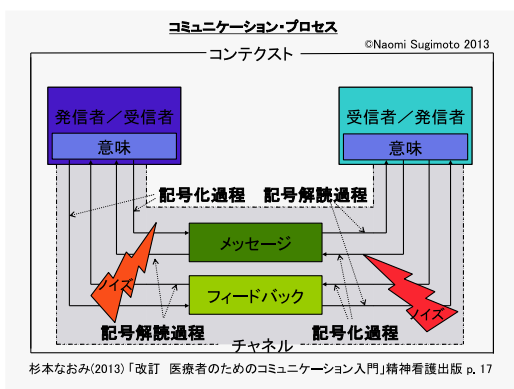 コミュニケーション・プロセス
©Naomi Sugimoto 2013
コンテクスト
発信者／受信者
意味
受信者／発信者
意味
記号化過程
記号解読過程
メッセージ
ノイズ
フィードバック
ノイズ
記号解読過程
記号化過程
チャネル
杉本なおみ(2013)「改訂　医療者のためのコミュニケーション入門」精神看護出版 p. 17